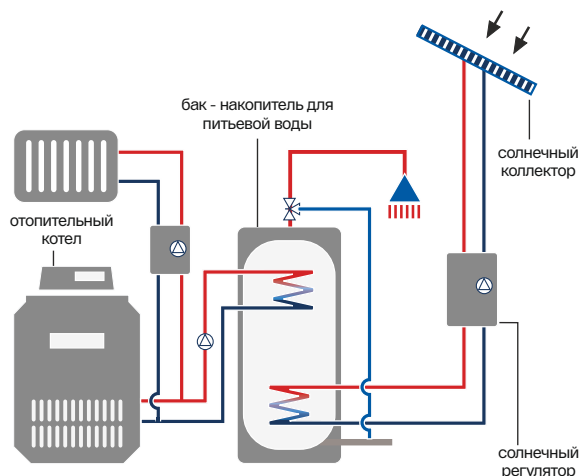 бак - накопитель для
питьевой воды
солнечный
коллектор
отопительный
котел
солнечный
регулятор